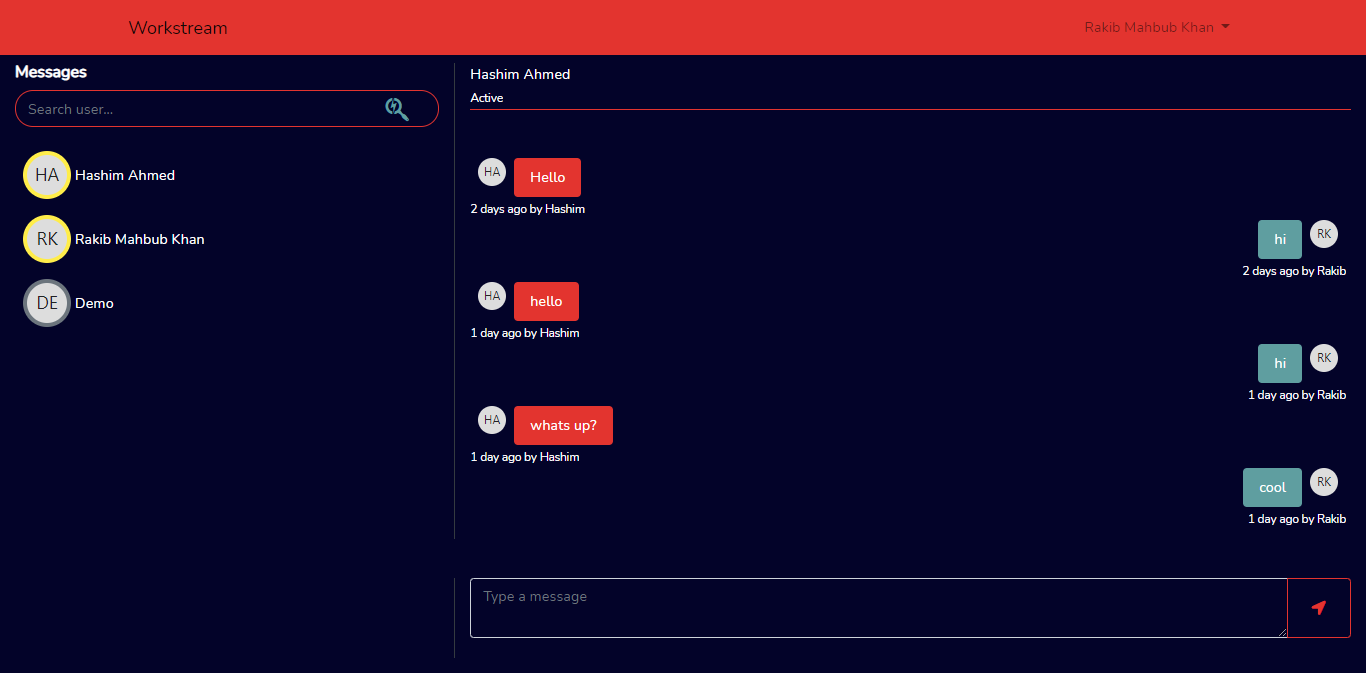 Workstream
Rakib Mahbub Khan
Messages
Search user...
HA Hashim Ahmed
RK Rakib Mahbub Khan
DE Demo
Hashim Ahmed
Active
HA Hello
2 days ago by Hashim
hi RK
2 days ago by Rakib
HA hello
1 day ago by Hashim
hi RK
1 day ago by Rakib
HA whats up?
1 day ago by Hashim
cool RK
1 day ago by Rakib
Type a message